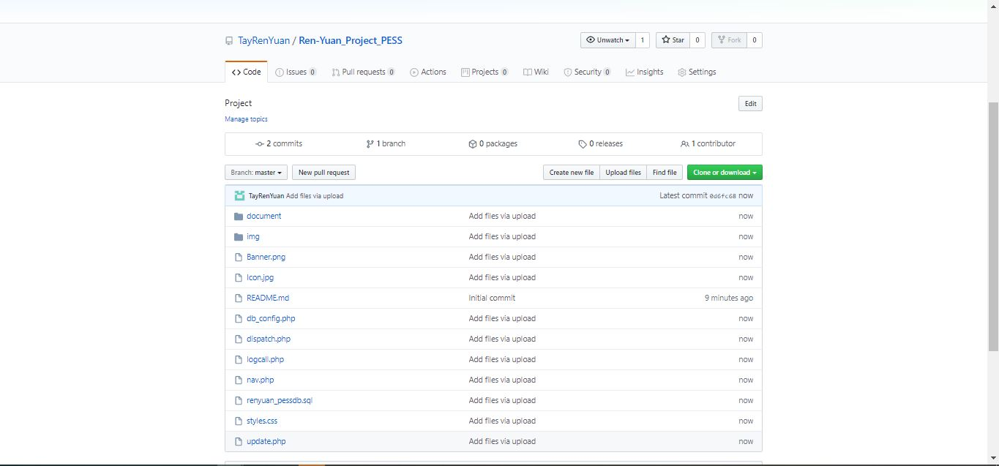 TayRenYuan / Ren-Yuan_Project_PESS Unwatch 1 Star 0 Fork 0
Code Issues 0 Pull requests 0 Actions Projects 0 Wiki Security 0 Insights Settings
Project Edit
Manage topics
2 commits 1 branch 0 packages 0 releases 1 contributor
Branch: master New pull request Create new file Upload files Find file Clone or download
TayRenYuan Add files via upload Latest commit 0d6fc68 now
document Add files via upload now
img Add files via upload now
Banner.png Add files via upload now
Icon.jpg Add files via upload now
README.md Initial commit 9 minutes ago
db_config.php Add files via upload now
dispatch.php Add files via upload now
logcall.php Add files via upload now
nav.php Add files via upload now
renyuan_pessdb.sql Add files via upload now
styles.css Add files via upload now
update.php Add files via upload now